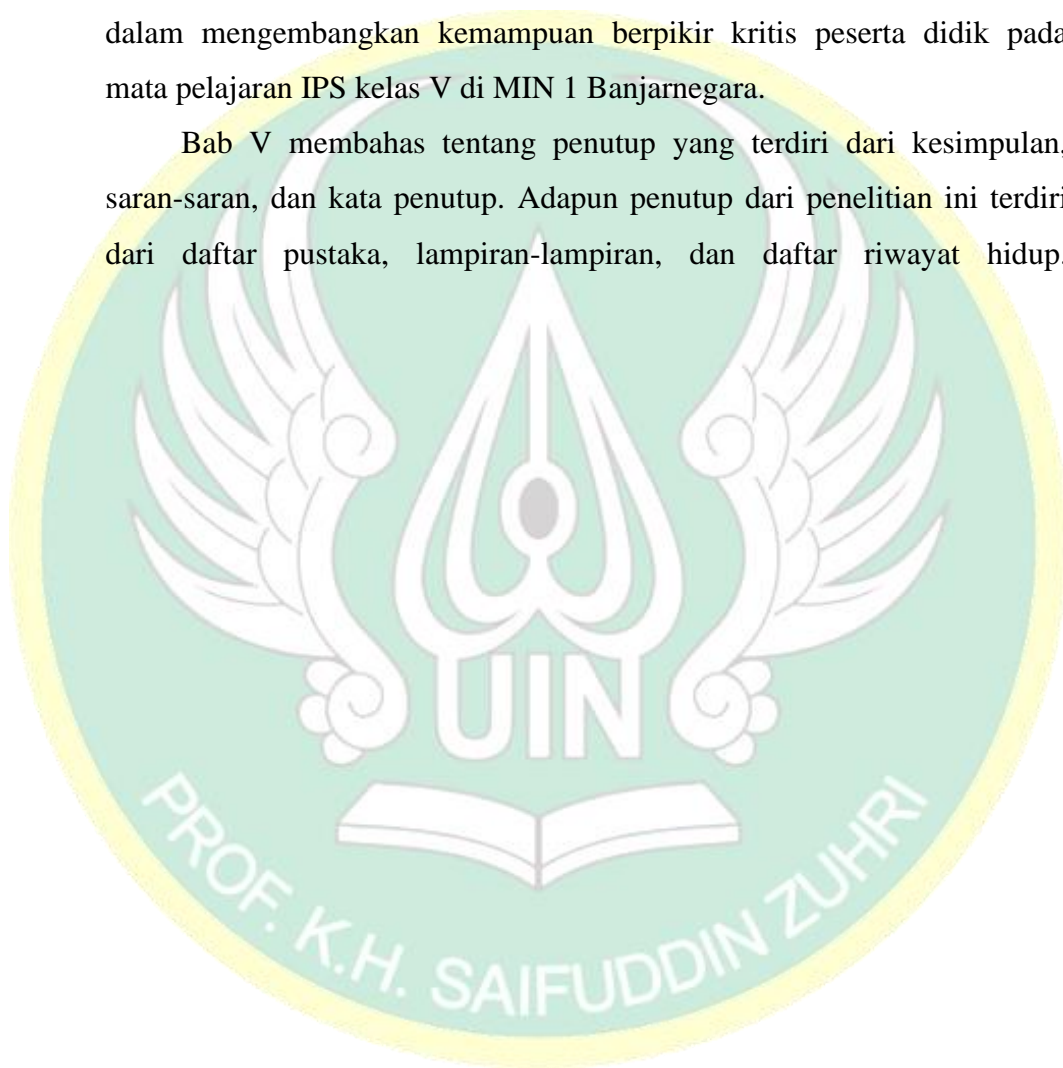 dalam mengembangkan kemampuan berpikir kritis peserta didik pada
mata pelajaran IPS kelas V di MIN 1 Banjarnegara.
Bab V membahas tentang penutup yang terdiri dari kesimpulan,
saran-saran, dan kata penutup. Adapun penutup dari penelitian ini terdiri
dari daftar pustaka, lampiran-lampiran, dan daftar riwayat hidup.
UIN
PROF. K.H. SAIFUDDIN ZUHRI